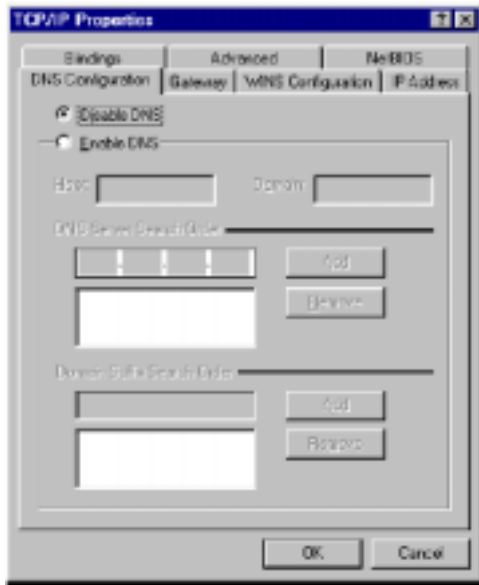 TCP/IP Properties
Bindings Advanced NetBIOS
DNS Configuration Gateway WINS Configuration IP Address
Disable DNS
Enable DNS
Host: Domain:
DNS Server Search Order
Add
Remove
Domain Suffix Search Order
Add
Remove
OK Cancel